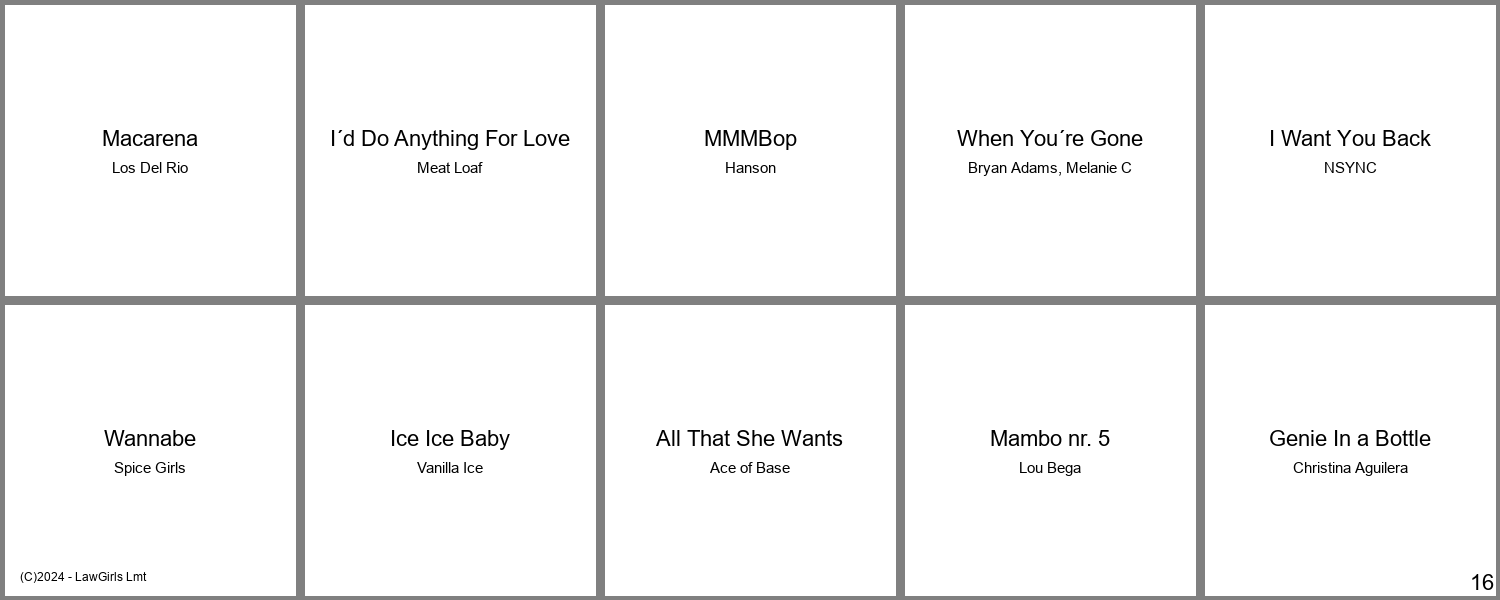 Macarena
Los Del Rio
I´d Do Anything For Love
Meat Loaf
MMMBop
Hanson
When You´re Gone
Bryan Adams, Melanie C
I Want You Back
NSYNC
Wannabe
Spice Girls
Ice Ice Baby
Vanilla Ice
All That She Wants
Ace of Base
Mambo nr. 5
Lou Bega
Genie In a Bottle
Christina Aguilera
(C)2024 - LawGirls Lmt
16